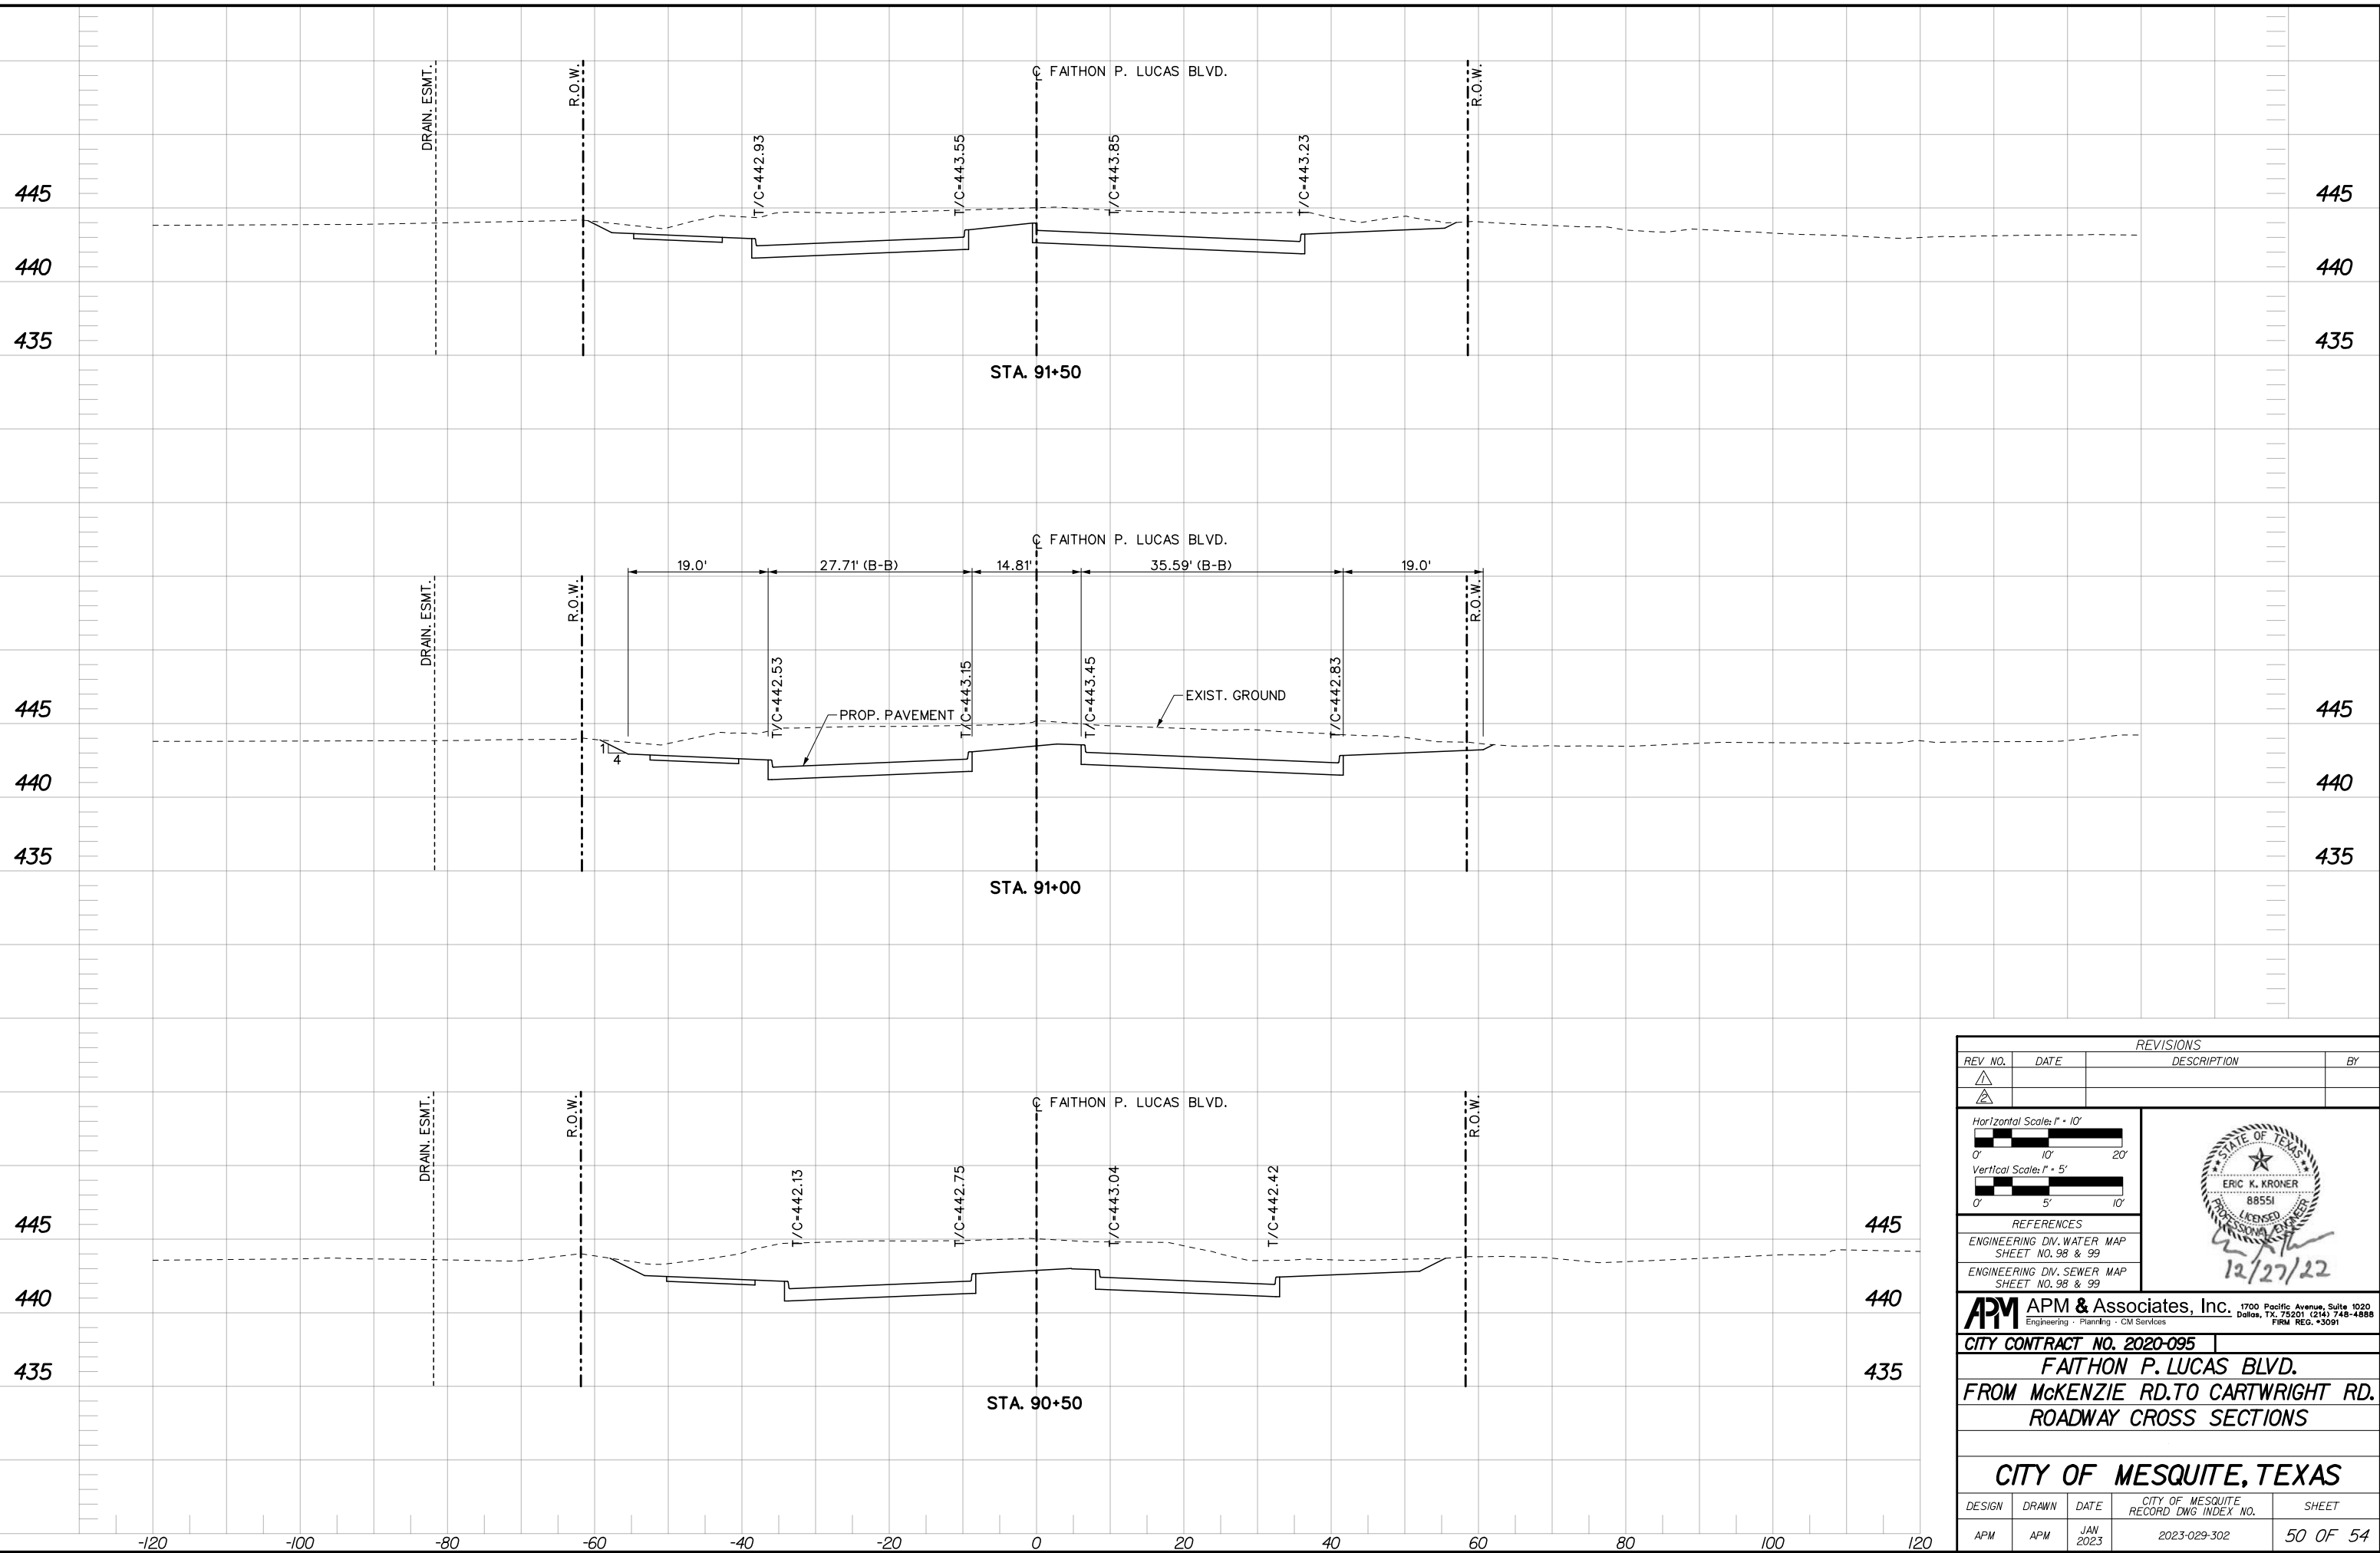 DRAIN. ESMT.
R.O.W.
℄ FAITHON P. LUCAS BLVD.
R.O.W.
T/C=442.93
T/C=443.55
T/C=443.85
T/C=443.23
445 445
440 440
435 435
STA. 91+50
℄ FAITHON P. LUCAS BLVD.
19.0' 27.71' (B-B) 14.81' 35.59' (B-B) 19.0'
DRAIN. ESMT.
R.O.W.
R.O.W.
T/C=442.53
T/C=443.15
T/C=443.45
T/C=442.83
PROP. PAVEMENT
EXIST. GROUND
1
4
445 445
440 440
435 435
STA. 91+00
DRAIN. ESMT.
R.O.W.
℄ FAITHON P. LUCAS BLVD.
R.O.W.
T/C=442.13
T/C=442.75
T/C=443.04
T/C=442.42
445 445
440 440
435 435
STA. 90+50
-120 -100 -80 -60 -40 -20 0 20 40 60 80 100 120
REVISIONS
REV NO. DATE DESCRIPTION BY
1
2
Horizontal Scale: 1" = 10'
0' 10' 20'
Vertical Scale: 1" = 5'
0' 5' 10'
REFERENCES
ENGINEERING DIV. WATER MAP
SHEET NO. 98 & 99
ENGINEERING DIV. SEWER MAP
SHEET NO. 98 & 99
STATE OF TEXAS
ERIC K. KRONER
88551
LICENSED
PROFESSIONAL ENGINEER
12/27/22
APM APM & Associates, Inc.
Engineering - Planning - CM Services
1700 Pacific Avenue, Suite 1020
Dallas, TX. 75201 (214) 748-4888
FIRM REG. #3091
CITY CONTRACT NO. 2020-095
FAITHON P. LUCAS BLVD.
FROM McKENZIE RD. TO CARTWRIGHT RD.
ROADWAY CROSS SECTIONS
CITY OF MESQUITE, TEXAS
DESIGN DRAWN DATE CITY OF MESQUITE RECORD DWG INDEX NO. SHEET
APM APM JAN 2023 2023-029-302 50 OF 54